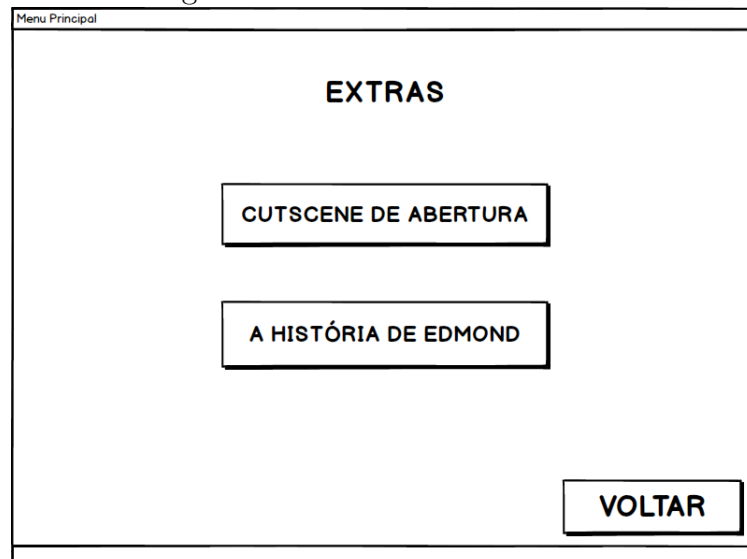 Menu Principal
EXTRAS
CUTSCENE DE ABERTURA
A HISTÓRIA DE EDMOND
VOLTAR